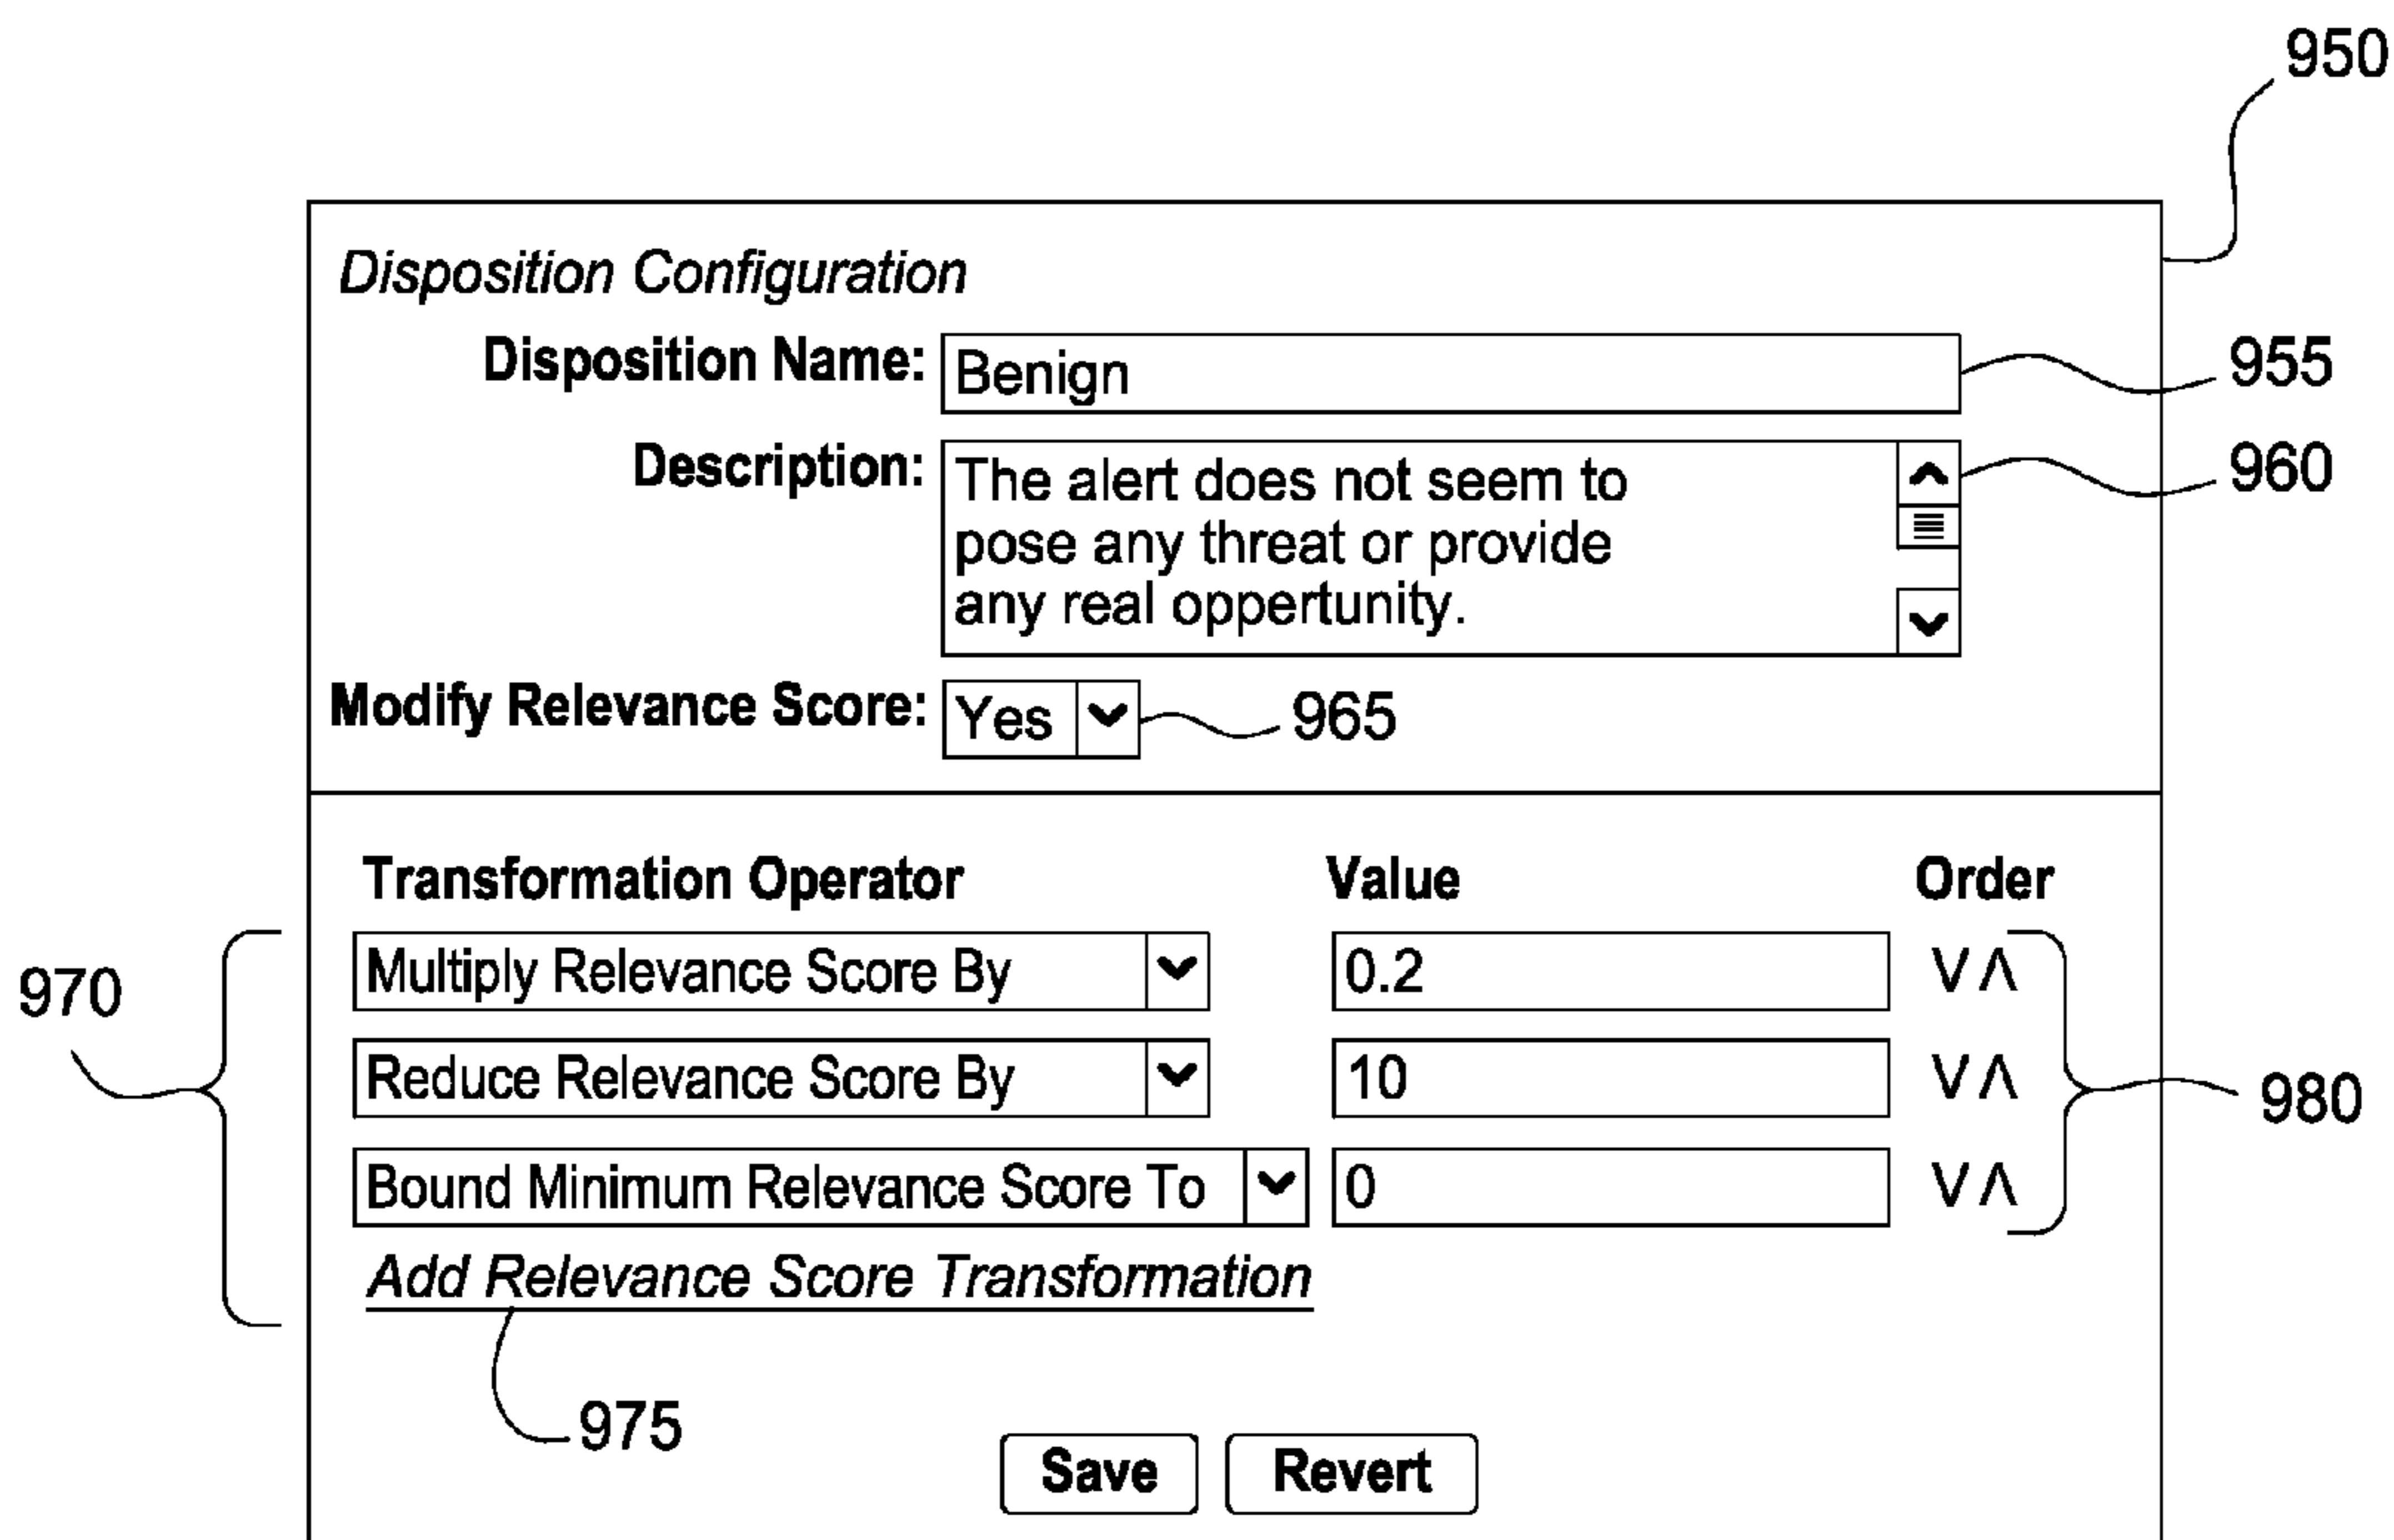 950
Disposition Configuration
Disposition Name: Benign 955
Description: The alert does not seem to 960
pose any threat or provide
any real oppertunity.
Modify Relevance Score: Yes 965
Transformation Operator Value Order
970
Multiply Relevance Score By 0.2 V Λ
Reduce Relevance Score By 10 V Λ
980
Bound Minimum Relevance Score To 0 V Λ
Add Relevance Score Transformation
975
Save Revert